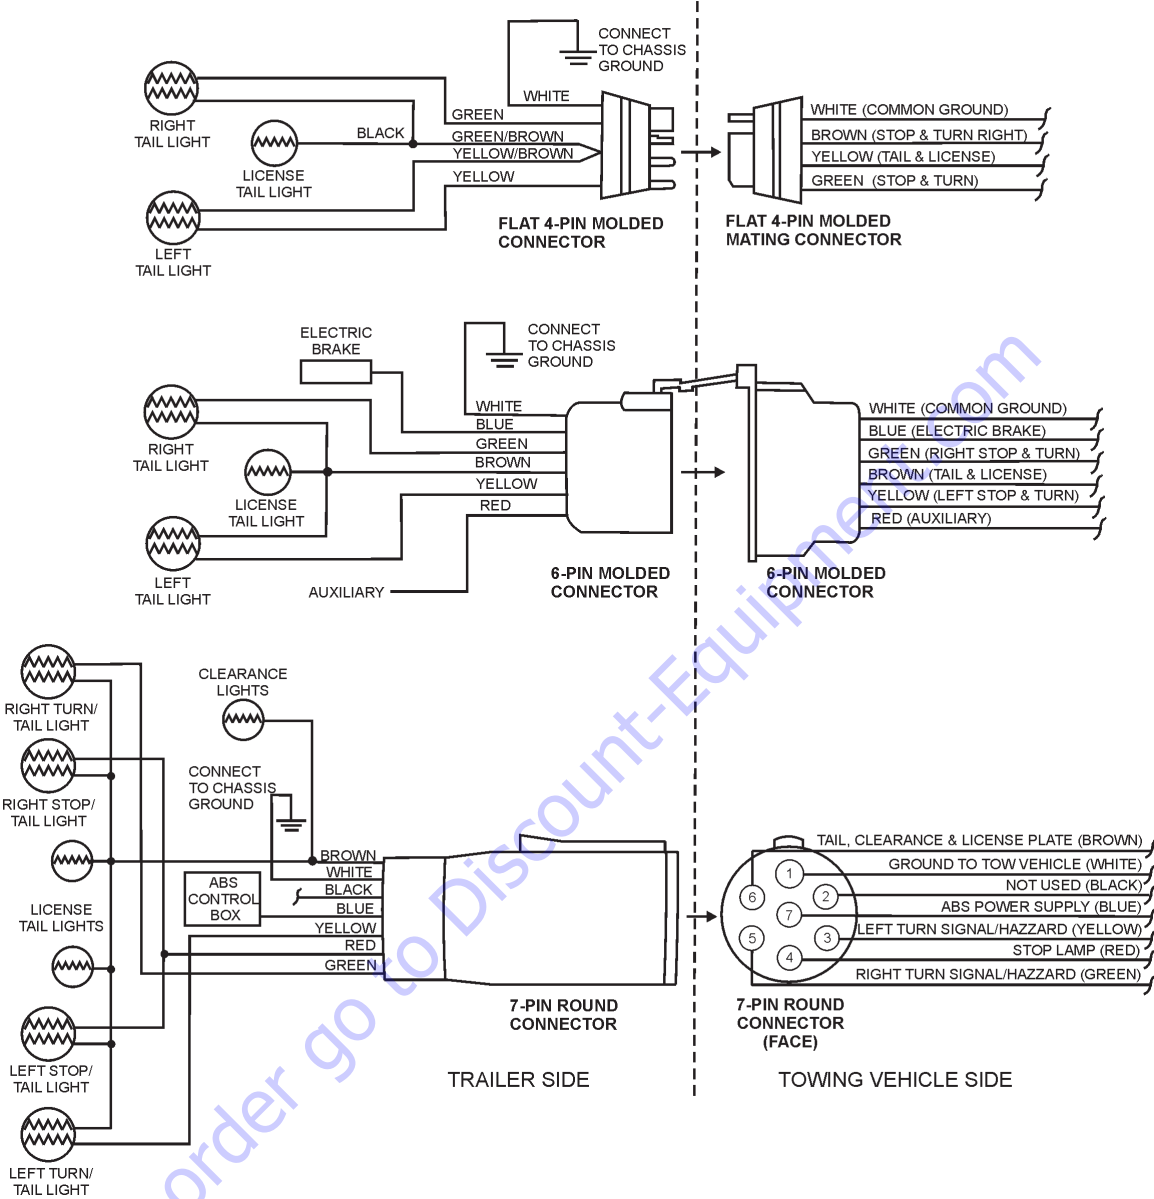 CONNECT
TO CHASSIS
GROUND
WHITE
GREEN
BLACK
GREEN/BROWN
YELLOW/BROWN
YELLOW
RIGHT
TAIL LIGHT
LICENSE
TAIL LIGHT
LEFT
TAIL LIGHT
FLAT 4-PIN MOLDED
CONNECTOR
WHITE (COMMON GROUND)
BROWN (STOP & TURN RIGHT)
YELLOW (TAIL & LICENSE)
GREEN (STOP & TURN)
FLAT 4-PIN MOLDED
MATING CONNECTOR
ELECTRIC
BRAKE
CONNECT
TO CHASSIS
GROUND
WHITE
BLUE
GREEN
BROWN
YELLOW
RED
RIGHT
TAIL LIGHT
LICENSE
TAIL LIGHT
LEFT
TAIL LIGHT
AUXILIARY
6-PIN MOLDED
CONNECTOR
WHITE (COMMON GROUND)
BLUE (ELECTRIC BRAKE)
GREEN (RIGHT STOP & TURN)
BROWN (TAIL & LICENSE)
YELLOW (LEFT STOP & TURN)
RED (AUXILIARY)
6-PIN MOLDED
CONNECTOR
RIGHT TURN/
TAIL LIGHT
RIGHT STOP/
TAIL LIGHT
LICENSE
TAIL LIGHTS
LEFT STOP/
TAIL LIGHT
LEFT TURN/
TAIL LIGHT
CLEARANCE
LIGHTS
CONNECT
TO CHASSIS
GROUND
ABS
CONTROL
BOX
BROWN
WHITE
BLACK
BLUE
YELLOW
RED
GREEN
7-PIN ROUND
CONNECTOR
1
2
3
4
5
6
7
TAIL, CLEARANCE & LICENSE PLATE (BROWN)
GROUND TO TOW VEHICLE (WHITE)
NOT USED (BLACK)
ABS POWER SUPPLY (BLUE)
LEFT TURN SIGNAL/HAZZARD (YELLOW)
STOP LAMP (RED)
RIGHT TURN SIGNAL/HAZZARD (GREEN)
7-PIN ROUND
CONNECTOR
(FACE)
TRAILER SIDE
TOWING VEHICLE SIDE
order go to Discount-Equipment.com